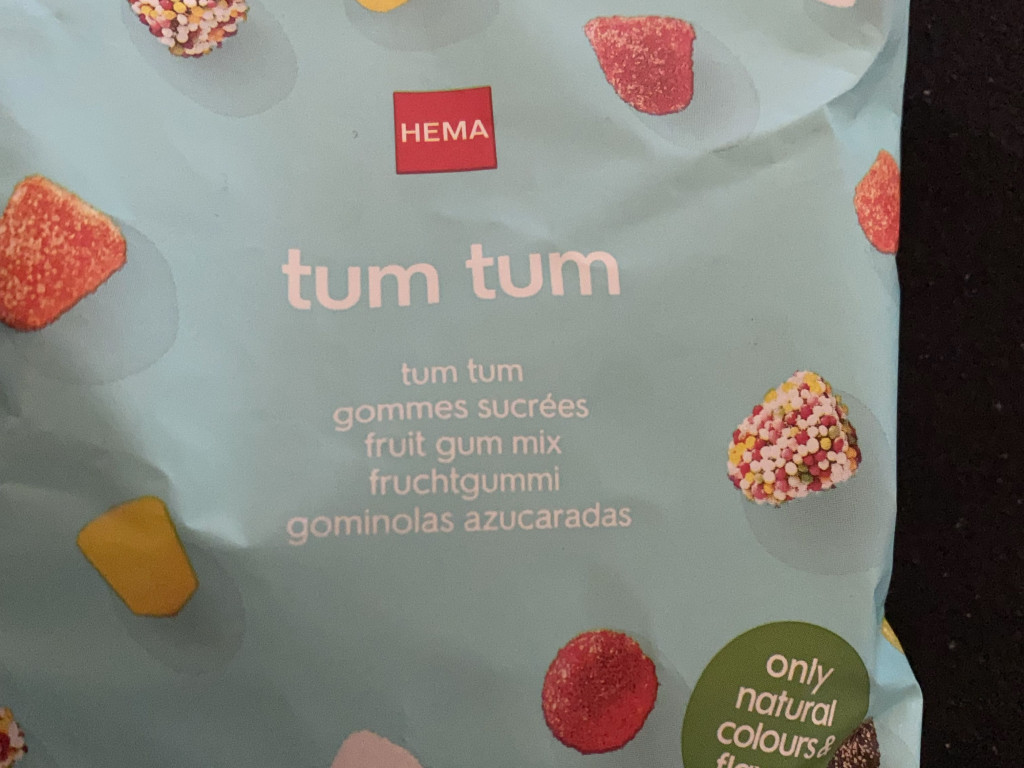 HEMA
tum tum
tum tum
gommes sucrées
fruit gum mix
fruchtgummi
gominolas azucaradas
only
natural
colours &